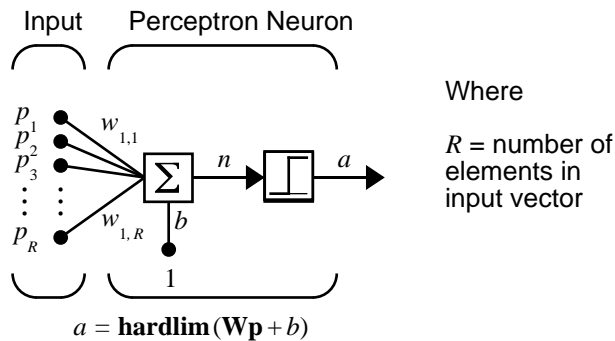 Input Perceptron Neuron
p1 w1,1
p2
p3
pR w1,R
Σ n a
b
1
a = hardlim(Wp + b)
Where
R = number of
elements in
input vector